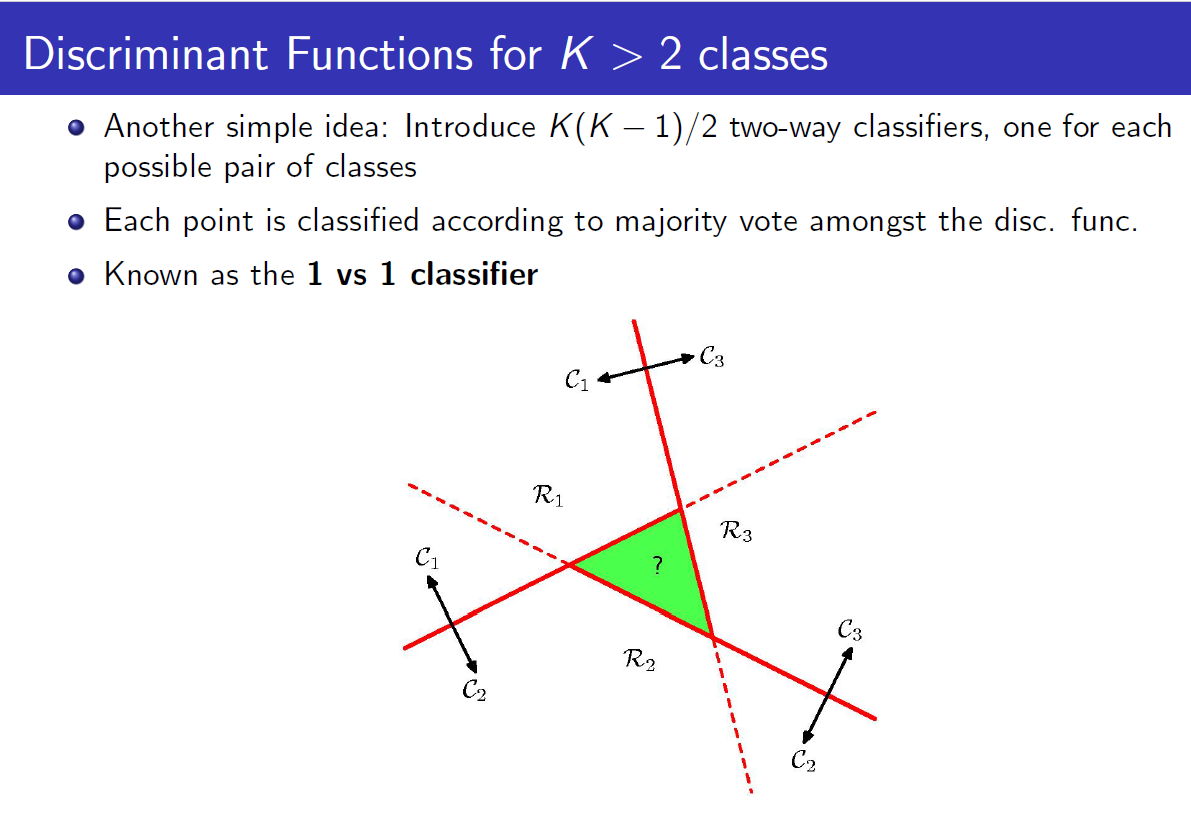 Discriminant Functions for K > 2 classes
Another simple idea: Introduce K(K − 1)/2 two-way classifiers, one for each
possible pair of classes
Each point is classified according to majority vote amongst the disc. func.
Known as the 1 vs 1 classifier
C₃
C₁
R₁
R₃
C₁
?
C₃
R₂
C₂
C₂